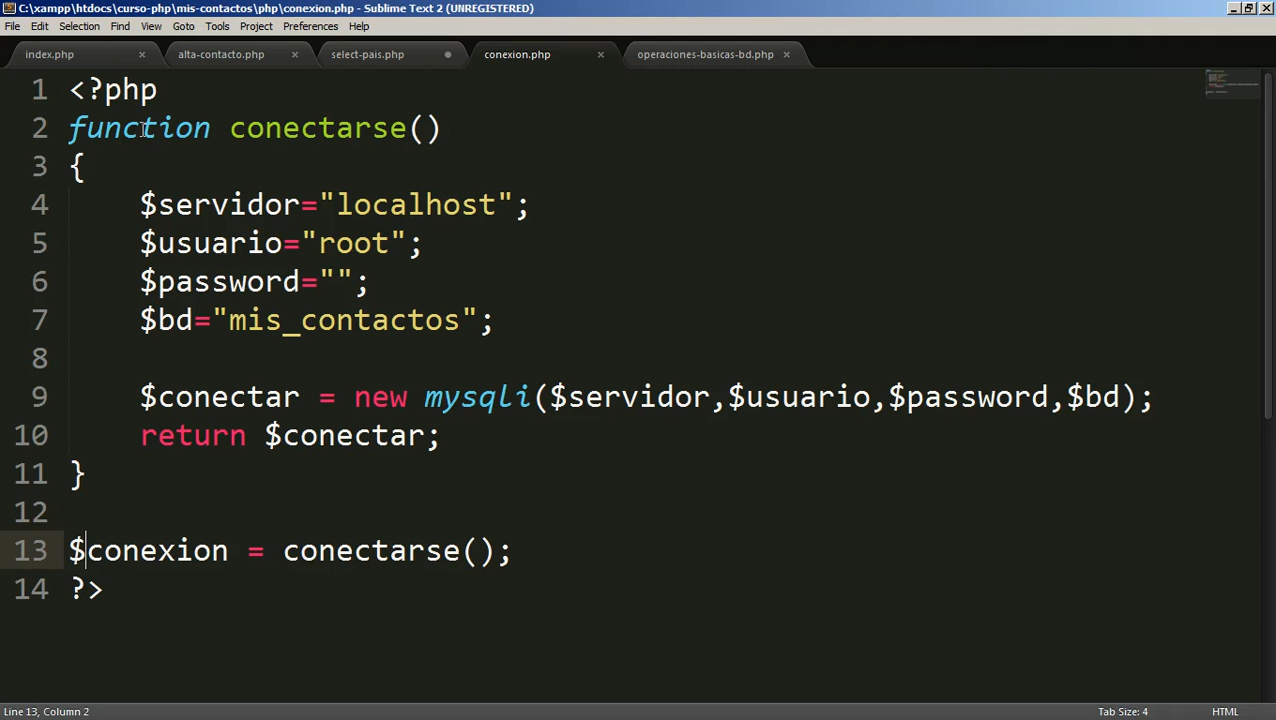 C:\xampp\htdocs\curso-php\mis-contactos\php\conexion.php - Sublime Text 2 (UNREGISTERED)
File Edit Selection Find View Goto Tools Project Preferences Help
index.php × alta-contacto.php × select-pais.php conexion.php × operaciones-basicas-bd.php ×
1 <?php
2 function conectarse()
3 {
4 $servidor="localhost";
5 $usuario="root";
6 $password="";
7 $bd="mis_contactos";
8
9 $conectar = new mysqli($servidor,$usuario,$password,$bd);
10 return $conectar;
11 }
12
13 $conexion = conectarse();
14 ?>
Line 13, Column 2 Tab Size: 4 HTML